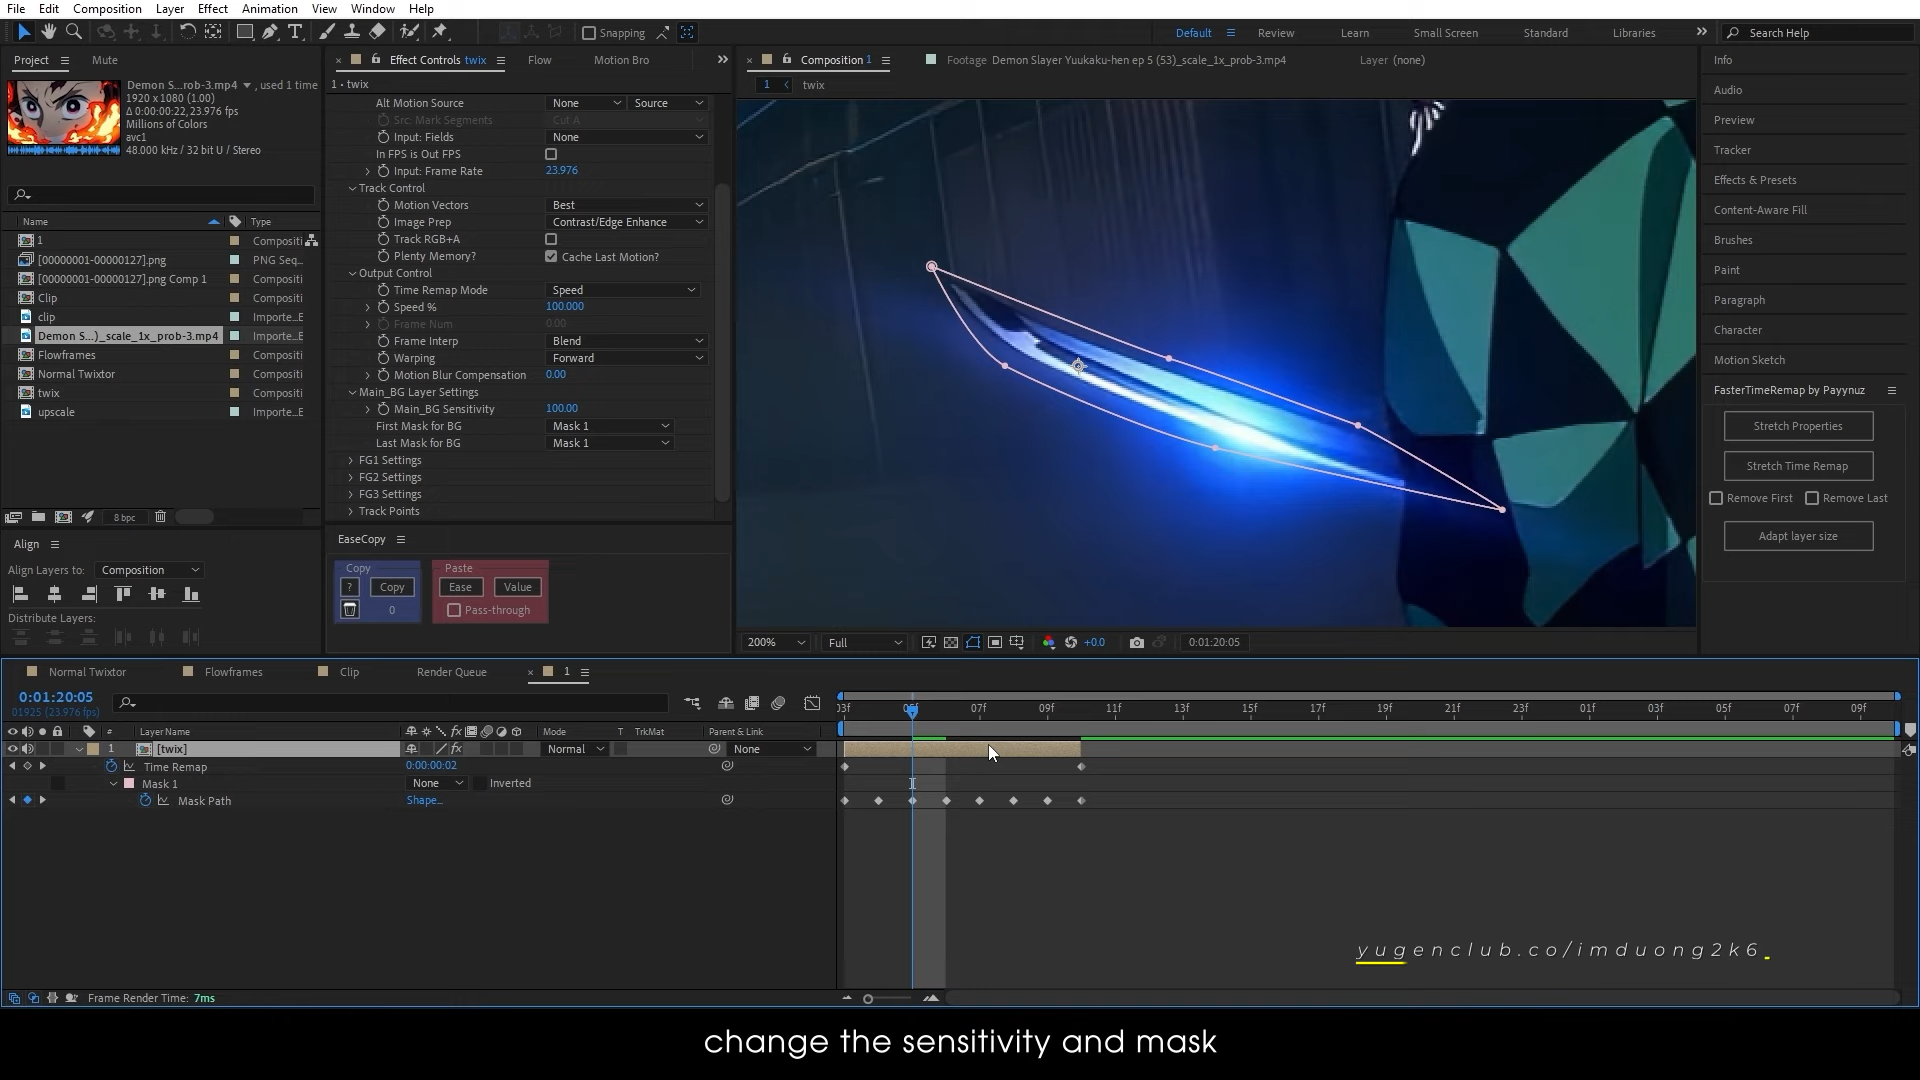 File Edit Composition Layer Effect Animation View Window Help
Snapping
Default Review Learn Small Screen Standard Libraries Search Help
Project Mute
Demon S...rob-3.mp4 , used 1 time
1920 x 1080 (1.00)
Δ 0:00:00:22, 23.976 fps
Millions of Colors
avc1
48.000 kHz / 32 bit U / Stereo
Name Type
1 Compositi
[00000001-00000127].png PNG Seq...
[00000001-00000127].png Comp 1 Compositi
Clip Compositi
clip Importe...E
Demon S...)_scale_1x_prob-3.mp4 Importe...E
Flowframes Compositi
Normal Twixtor Compositi
twix Compositi
upscale Importe...E
8 bpc
Align
Align Layers to: Composition
Distribute Layers:
Effect Controls twix Flow Motion Bro
1 • twix
Alt Motion Source None Source
Src: Mark Segments Cut A
Input: Fields None
In FPS is Out FPS
Input: Frame Rate 23.976
Track Control
Motion Vectors Best
Image Prep Contrast/Edge Enhance
Track RGB+A
Plenty Memory? Cache Last Motion?
Output Control
Time Remap Mode Speed
Speed % 100.000
Frame Num 0.00
Frame Interp Blend
Warping Forward
Motion Blur Compensation 0.00
Main_BG Layer Settings
Main_BG Sensitivity 100.00
First Mask for BG Mask 1
Last Mask for BG Mask 1
FG1 Settings
FG2 Settings
FG3 Settings
Track Points
EaseCopy
Copy Paste
? Copy Ease Value
0 Pass-through
Composition 1 Footage Demon Slayer Yuukaku-hen ep 5 (53)_scale_1x_prob-3.mp4 Layer (none)
1 twix
200% Full +0.0 0:01:20:05
Info
Audio
Preview
Tracker
Effects & Presets
Content-Aware Fill
Brushes
Paint
Paragraph
Character
Motion Sketch
FasterTimeRemap by Payynuz
Stretch Properties
Stretch Time Remap
Remove First Remove Last
Adapt layer size
Normal Twixtor Flowframes Clip Render Queue 1
0:01:20:05
01925 (23.976 fps)
03f 05f 07f 09f 11f 13f 15f 17f 19f 21f 23f 01f 03f 05f 07f 09f
# Layer Name Mode T TrkMat Parent & Link
1 [twix] Normal None
Time Remap 0:00:00:02
Mask 1 None Inverted
Mask Path Shape...
yugenclub.co/imduong2k6
Frame Render Time: 7ms
change the sensitivity and mask